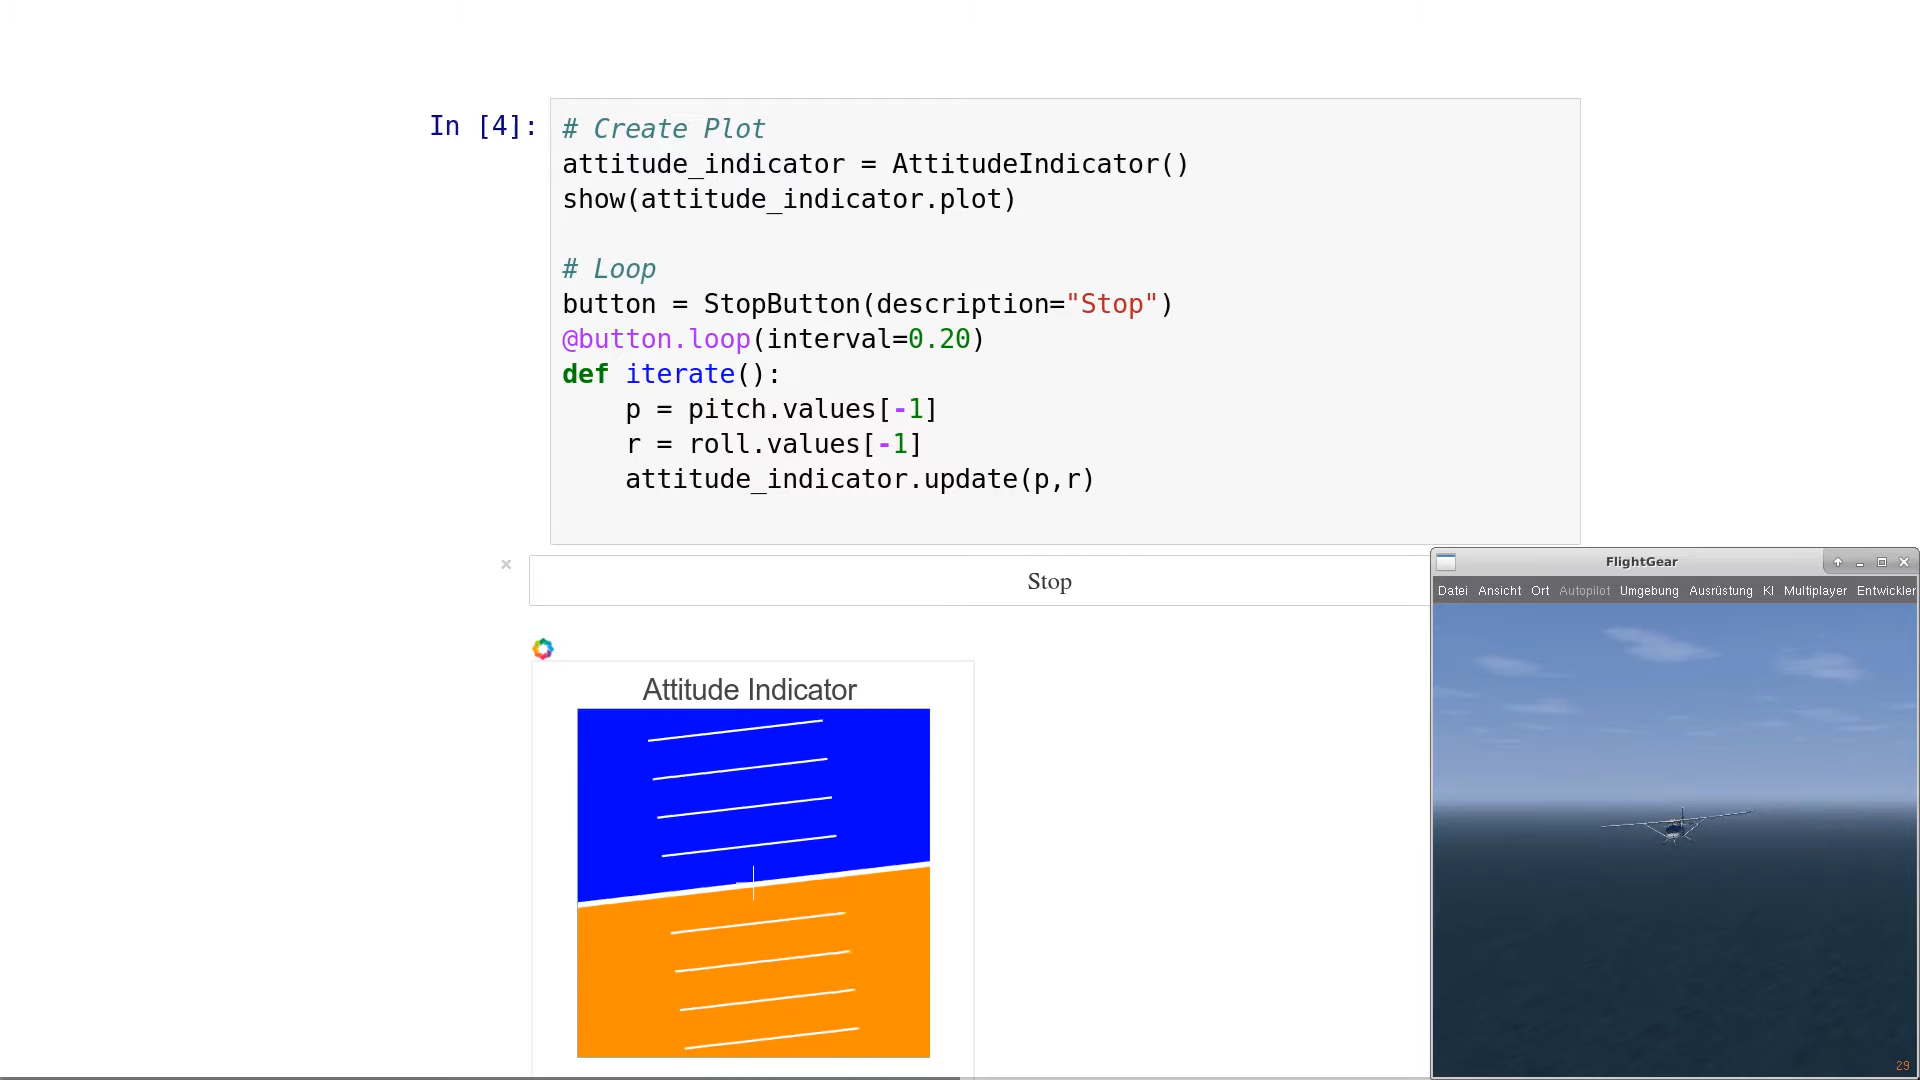 In [4]:
# Create Plot
attitude_indicator = AttitudeIndicator()
show(attitude_indicator.plot)
# Loop
button = StopButton(description="Stop")
@button.loop(interval=0.20)
def iterate():
    p = pitch.values[-1]
    r = roll.values[-1]
    attitude_indicator.update(p,r)
Stop
Attitude Indicator
FlightGear
Datei Ansicht Ort Autopilot Umgebung Ausrüstung KI Multiplayer Entwickler
29